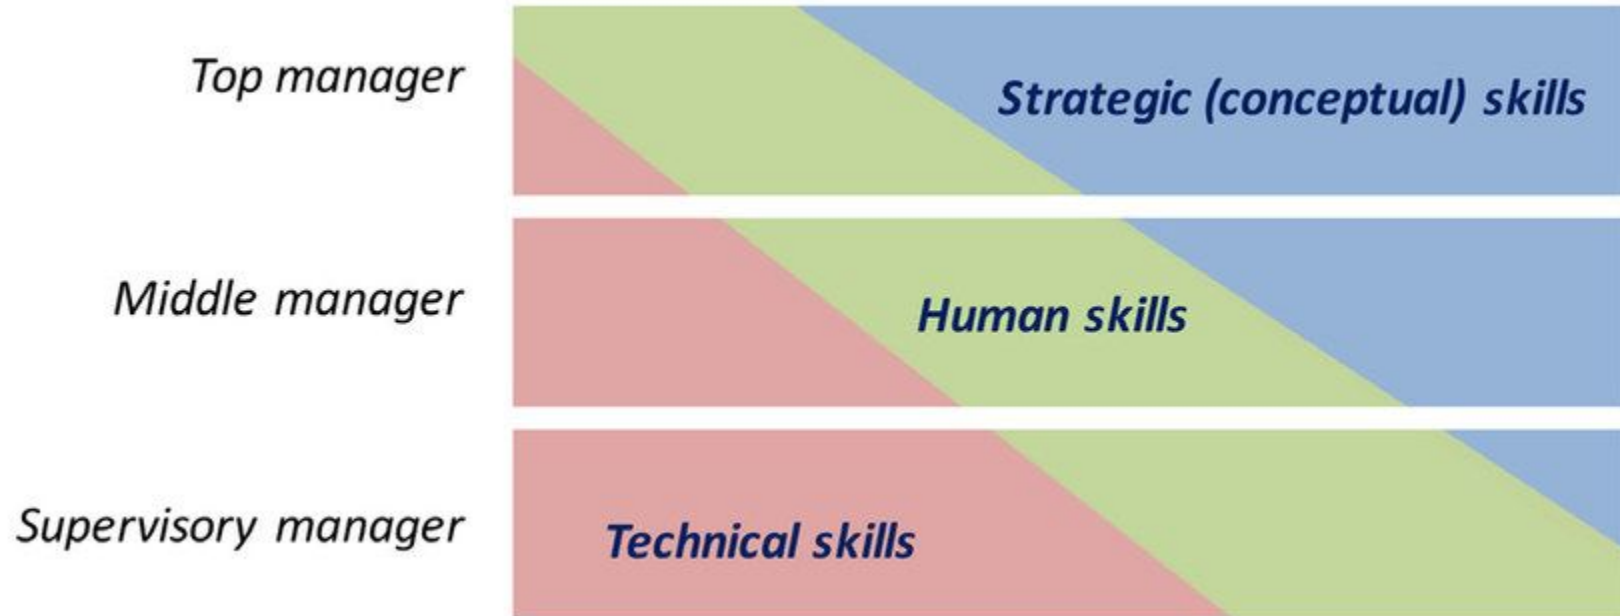 Top manager
Strategic (conceptual) skills
Middle manager
Human skills
Supervisory manager
Technical skills